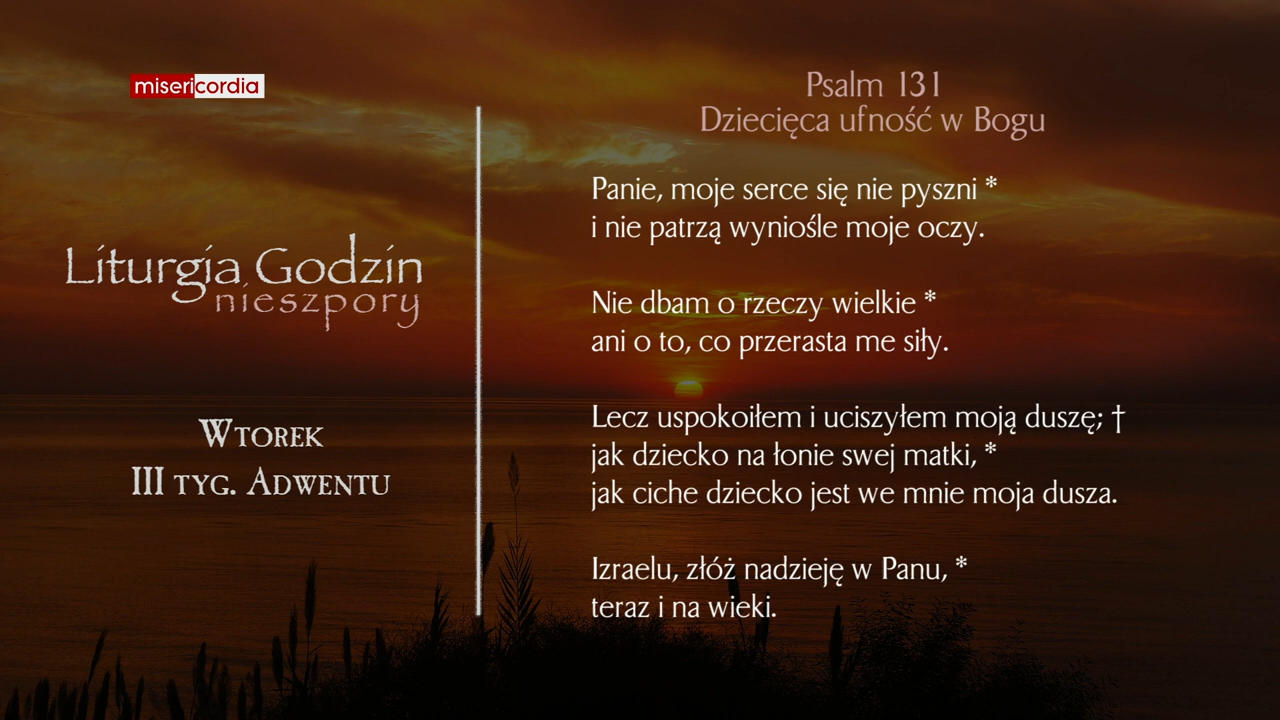 misericordia
Liturgia Godzin
nieszpory
Wtorek
III tyg. Adwentu
Psalm 131
Dziecięca ufność w Bogu
Panie, moje serce się nie pyszni *
i nie patrzą wyniośle moje oczy.
Nie dbam o rzeczy wielkie *
ani o to, co przerasta me siły.
Lecz uspokoiłem i uciszyłem moją duszę; †
jak dziecko na łonie swej matki, *
jak ciche dziecko jest we mnie moja dusza.
Izraelu, złóż nadzieję w Panu, *
teraz i na wieki.